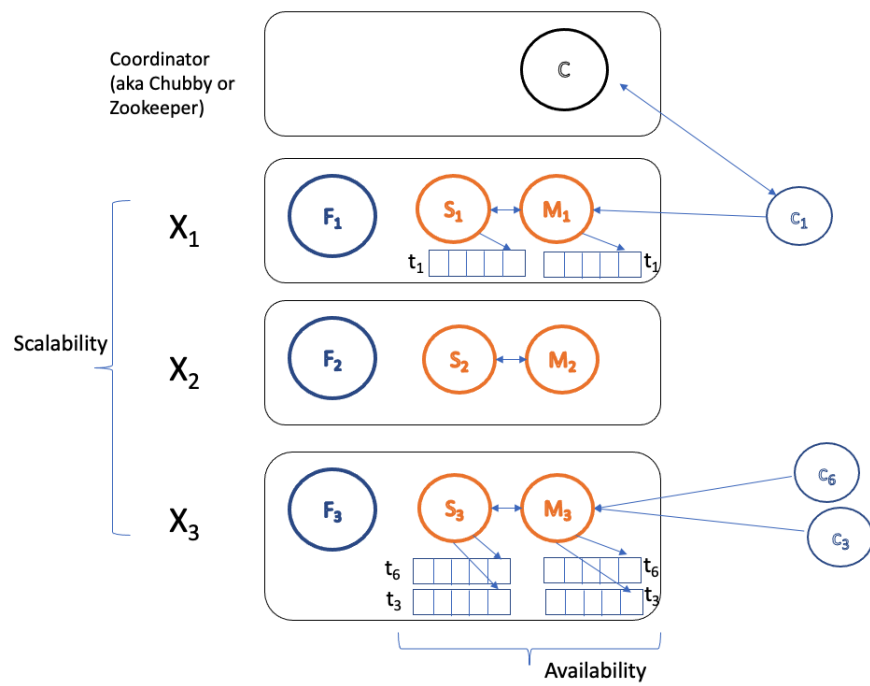 Coordinator
(aka Chubby or
Zookeeper)
C
X₁
F₁
S₁
M₁
c₁
t₁
t₁
Scalability
X₂
F₂
S₂
M₂
X₃
F₃
S₃
M₃
c₆
c₃
t₆
t₆
t₃
t₃
Availability